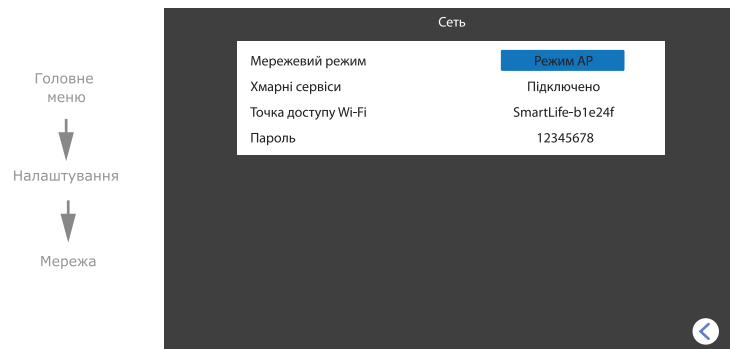 Головне
меню
Налаштування
Мережа
Сеть
Мережевий режим Режим AP
Хмарні сервіси Підключено
Точка доступу Wi-Fi SmartLife-b1e24f
Пароль 12345678